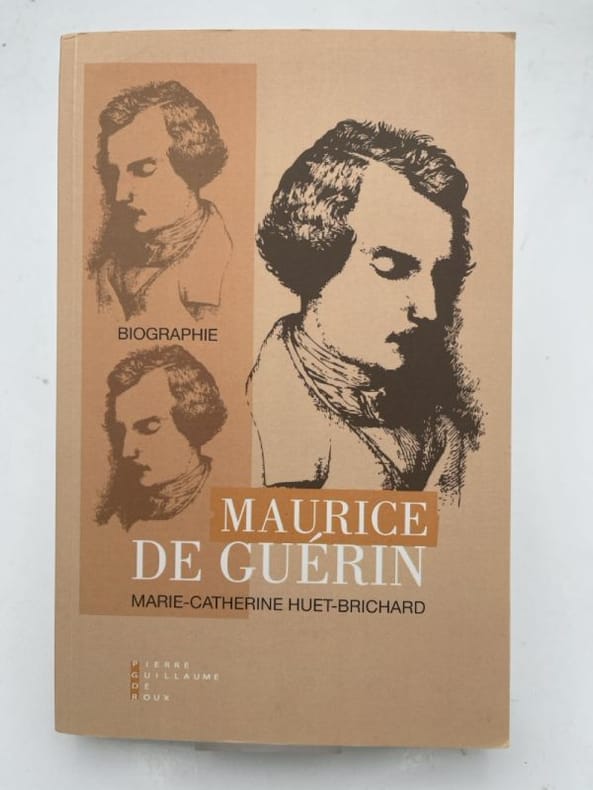 BIOGRAPHIE
MAURICE
DE GUÉRIN
MARIE-CATHERINE HUET-BRICHARD
PIERRE
GUILLAUME
DE
ROUX